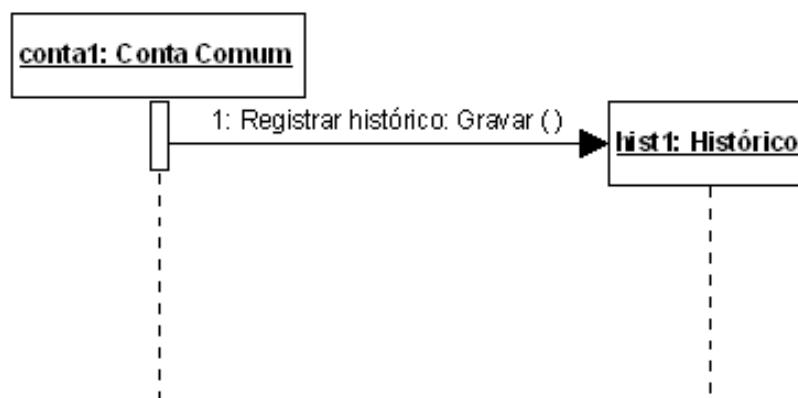 conta1: Conta Comum
1: Registrar histórico: Gravar ( )
hist1: Histórico